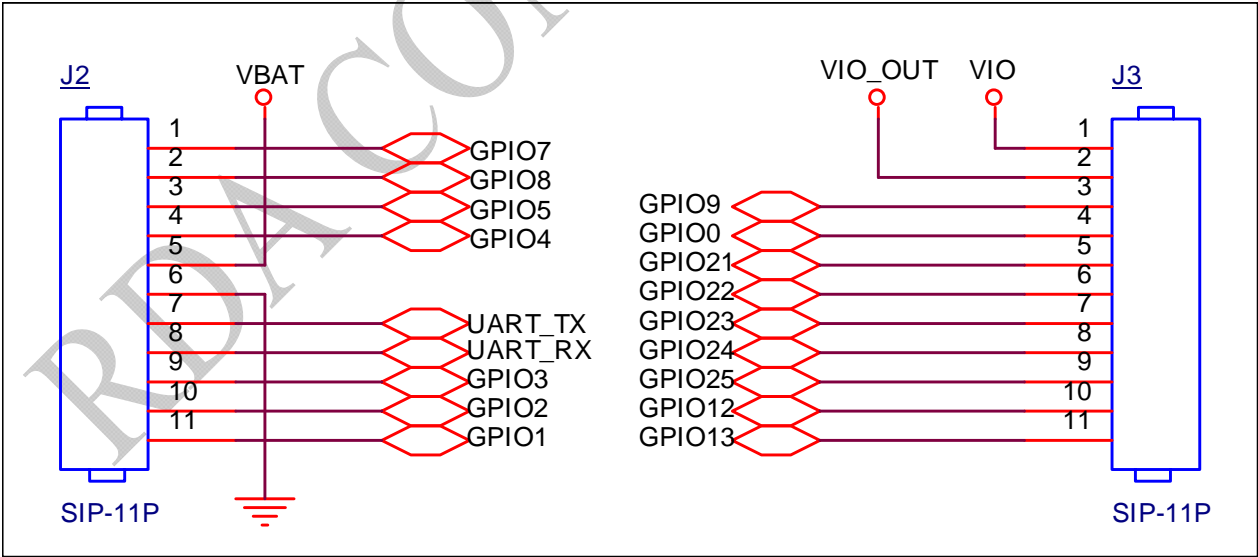 J2
VBAT
1
GPIO7
2
GPIO8
3
GPIO5
4
GPIO4
5
6
7
UART_TX
8
UART_RX
9
GPIO3
10
GPIO2
11
GPIO1
SIP-11P
VIO_OUT
VIO
J3
1
2
3
GPIO9
4
GPIO0
5
GPIO21
6
GPIO22
7
GPIO23
8
GPIO24
9
GPIO25
10
GPIO12
11
GPIO13
SIP-11P
RDA